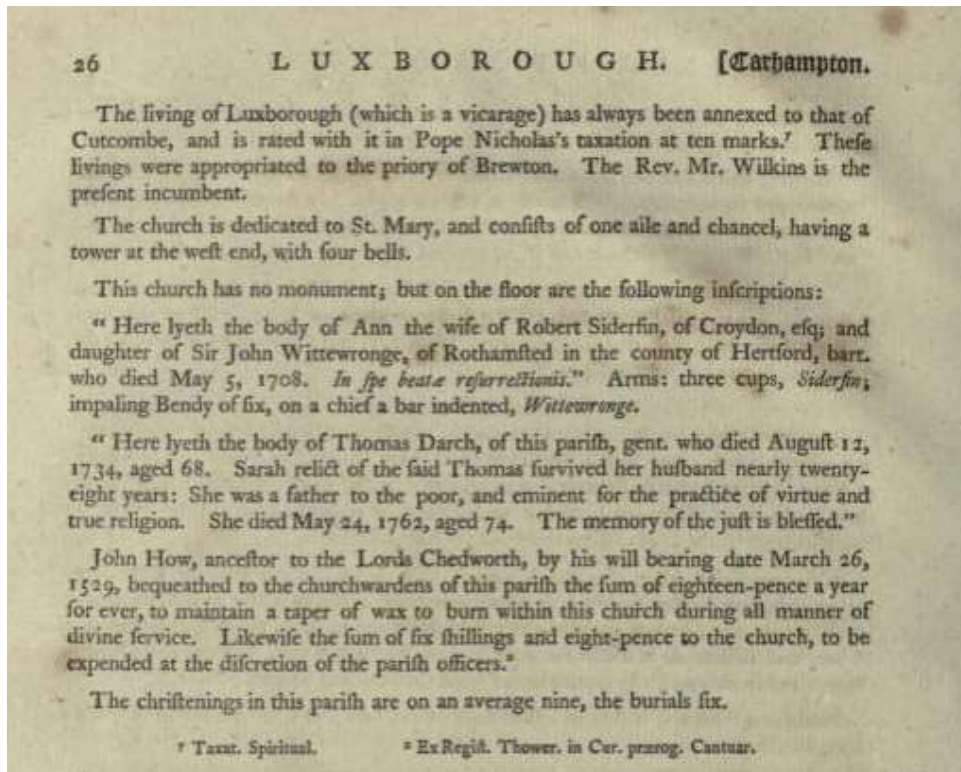 26 LUXBOROUGH. [Carhampton.
The living of Luxborough (which is a vicarage) has always been annexed to that of
Cutcombe, and is rated with it in Pope Nicholas's taxation at ten marks.ʸ Theſe
livings were appropriated to the priory of Brewton. The Rev. Mr. Wilkins is the
preſent incumbent.
The church is dedicated to St. Mary, and conſiſts of one aile and chancel, having a
tower at the weſt end, with four bells.
This church has no monument; but on the floor are the following inſcriptions:
“ Here lyeth the body of Ann the wife of Robert Siderfin, of Croydon, eſq; and
daughter of Sir John Wittewronge, of Rothamſted in the county of Hertford, bart.
who died May 5, 1708. In ſpe beatæ reſurrectionis.” Arms: three cups, Siderfin;
impaling Bendy of ſix, on a chief a bar indented, Wittewronge.
“ Here lyeth the body of Thomas Darch, of this pariſh, gent. who died Auguſt 12,
1734, aged 68. Sarah relict of the ſaid Thomas ſurvived her huſband nearly twenty-
eight years: She was a father to the poor, and eminent for the practice of virtue and
true religion. She died May 24, 1762, aged 74. The memory of the juſt is bleſſed.”
John How, anceſtor to the Lords Chedworth, by his will bearing date March 26,
1529, bequeathed to the churchwardens of this pariſh the ſum of eighteen-pence a year
for ever, to maintain a taper of wax to burn within this church during all manner of
divine ſervice. Likewiſe the ſum of ſix ſhillings and eight-pence to the church, to be
expended at the diſcretion of the pariſh officers.ᶻ
The chriſtenings in this pariſh are on an average nine, the burials ſix.
ʸ Taxat. Spiritual. ᶻ Ex Regiſt. Thower. in Cur. prærog. Cantuar.